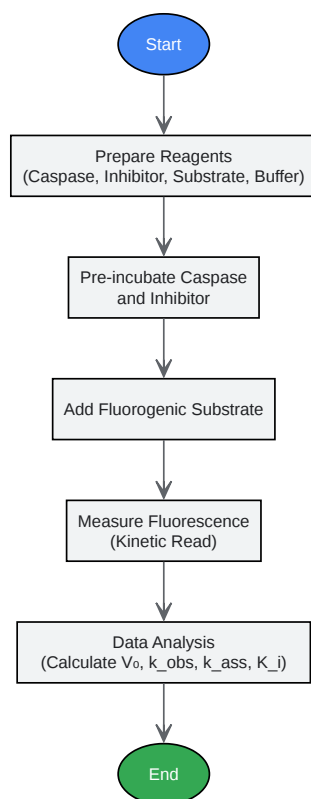 Start
Prepare Reagents
(Caspase, Inhibitor, Substrate, Buffer)
Pre-incubate Caspase
and Inhibitor
Add Fluorogenic Substrate
Measure Fluorescence
(Kinetic Read)
Data Analysis
(Calculate V₀, k_obs, k_ass, K_i)
End